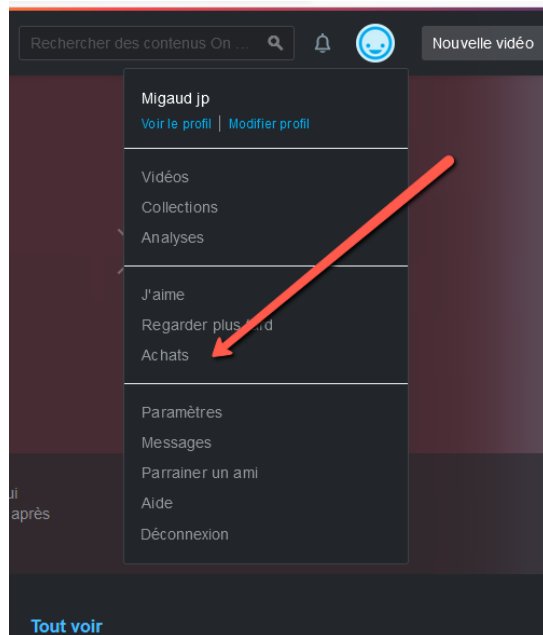 Rechercher des contenus On ...
Nouvelle vidéo
Migaud jp
Voir le profil | Modifier profil
Vidéos
Collections
Analyses
J'aime
Regarder plus tard
Achats
Paramètres
Messages
Parrainer un ami
Aide
Déconnexion
ui
après
Tout voir